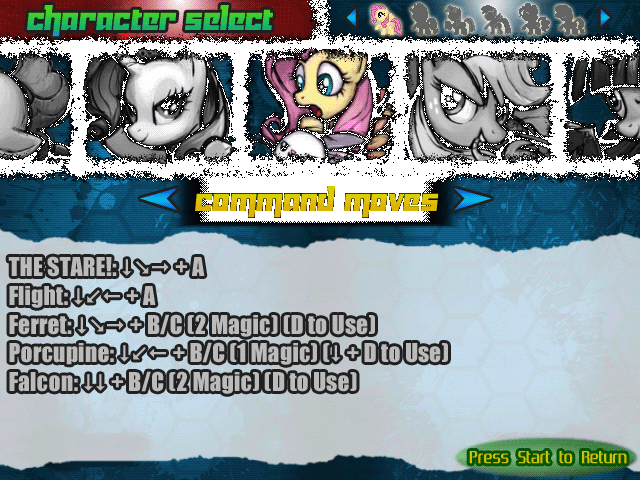 character select
command moves
THE STARE!: ↓↘→ + A
Flight: ↓↙← + A
Ferret: ↓↘→ + B/C (2 Magic) (D to Use)
Porcupine: ↓↙← + B/C (1 Magic) (↓ + D to Use)
Falcon: ↓↓ + B/C (2 Magic) (D to Use)
Press Start to Return